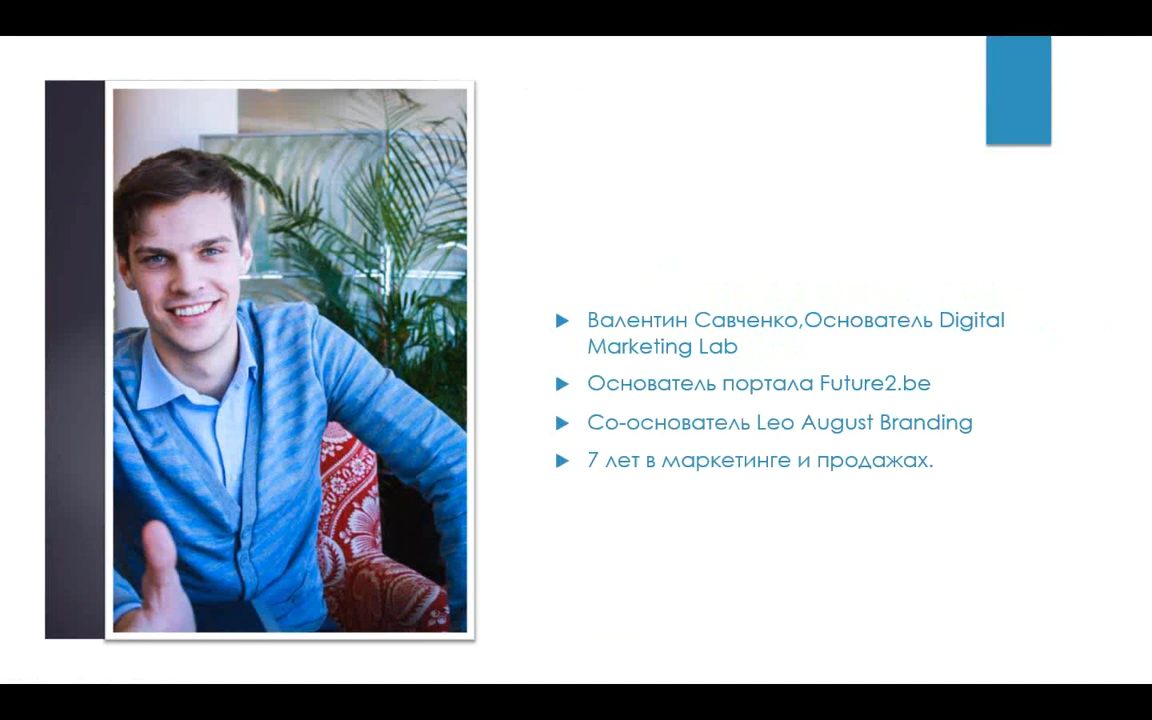 Валентин Савченко,Основатель Digital
Marketing Lab
Основатель портала Future2.be
Со-основатель Leo August Branding
7 лет в маркетинге и продажах.